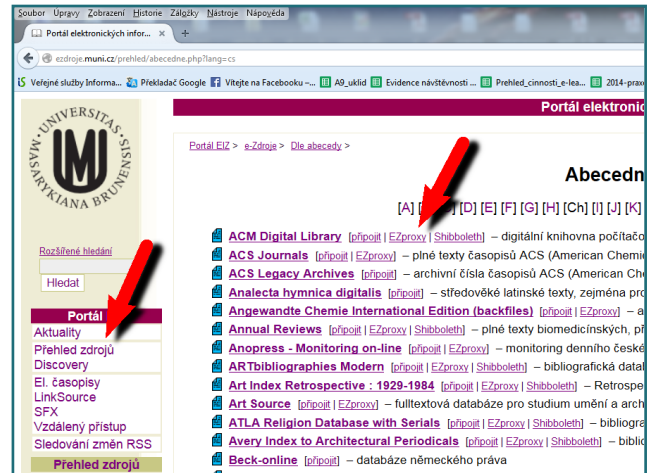 Soubor Úpravy Zobrazení Historie Záložky Nástroje Nápověda
Portál elektronických infor... × +
ezdroje.muni.cz/prehled/abecedne.php?lang=cs
Veřejné služby Informa... Překladač Google Vítejte na Facebooku –... A9_uklid Evidence návštěvnosti ... Prehled_cinnosti_e-lea... 2014-prax
UNIVERSITAS MASARYKIANA BRUNENSIS
Portál elektronic
Portál EIZ > e-Zdroje > Dle abecedy >
Abecedn
[A] [D] [E] [F] [G] [H] [Ch] [I] [J] [K]
ACM Digital Library [připojit | EZproxy | Shibboleth] – digitální knihovna počítačo
ACS Journals [připojit | EZproxy] – plné texty časopisů ACS (American Chemic
ACS Legacy Archives [připojit] – archivní čísla časopisů ACS (American Che
Analecta hymnica digitalis [připojit] – středověké latinské texty, zejména pro
Angewandte Chemie International Edition (backfiles) [připojit | EZproxy] – a
Annual Reviews [připojit | EZproxy | Shibboleth] – plné texty biomedicínských, př
Anopress - Monitoring on-line [připojit | EZproxy] – monitoring denního české
ARTbibliographies Modern [připojit | EZproxy | Shibboleth] – bibliografická datal
Art Index Retrospective : 1929-1984 [připojit | EZproxy | Shibboleth] – Retrospe
Art Source [připojit | EZproxy] – fulltextová databáze pro studium umění a arch
ATLA Religion Database with Serials [připojit | EZproxy | Shibboleth] – bibliogra
Avery Index to Architectural Periodicals [připojit | EZproxy | Shibboleth] – biblio
Beck-online [připojit] – databáze německého práva
Rozšířené hledání
Hledat
Portál
Aktuality
Přehled zdrojů
Discovery
El. časopisy
LinkSource
SFX
Vzdálený přístup
Sledování změn RSS
Přehled zdrojů